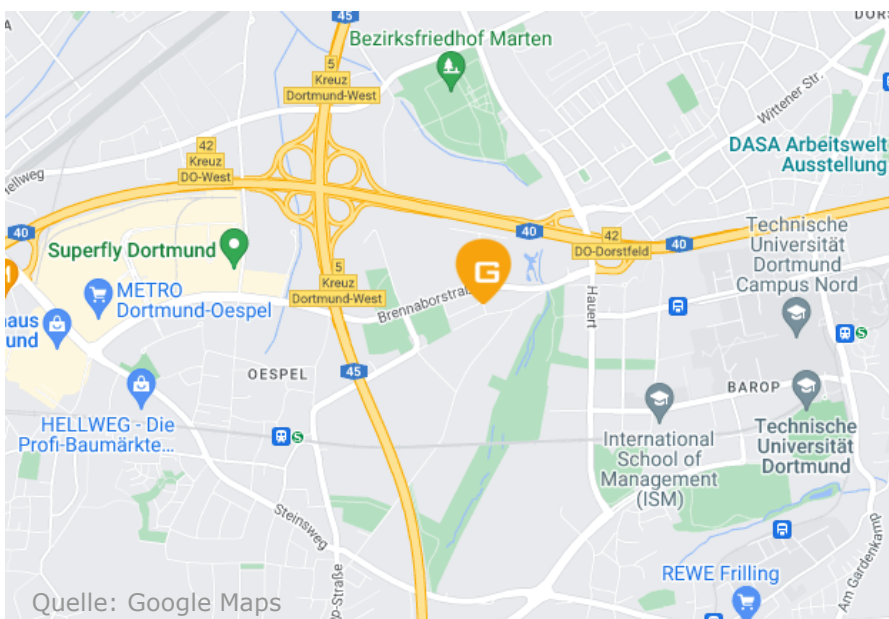 45
DORS
Bezirksfriedhof Marten
5
Kreuz
Dortmund-West
Wittener Str.
42
Kreuz
DO-West
DASA Arbeitswelt
Ausstellung
ellweg
40
40
42
DO-Dorstfeld
40
Superfly Dortmund
Technische
Universität
Dortmund
Campus Nord
5
Kreuz
Dortmund-West
G
METRO
Dortmund-Oespel
Brennaborstraß
Hauert
haus
und
S
OESPEL
45
BAROP
HELLWEG - Die
Profi-Baumärkte...
S
International
School of
Management
(ISM)
Technische
Universität
Dortmund
Steinsweg
p-Straße
REWE Frilling
Am Gardenkamp
Quelle: Google Maps